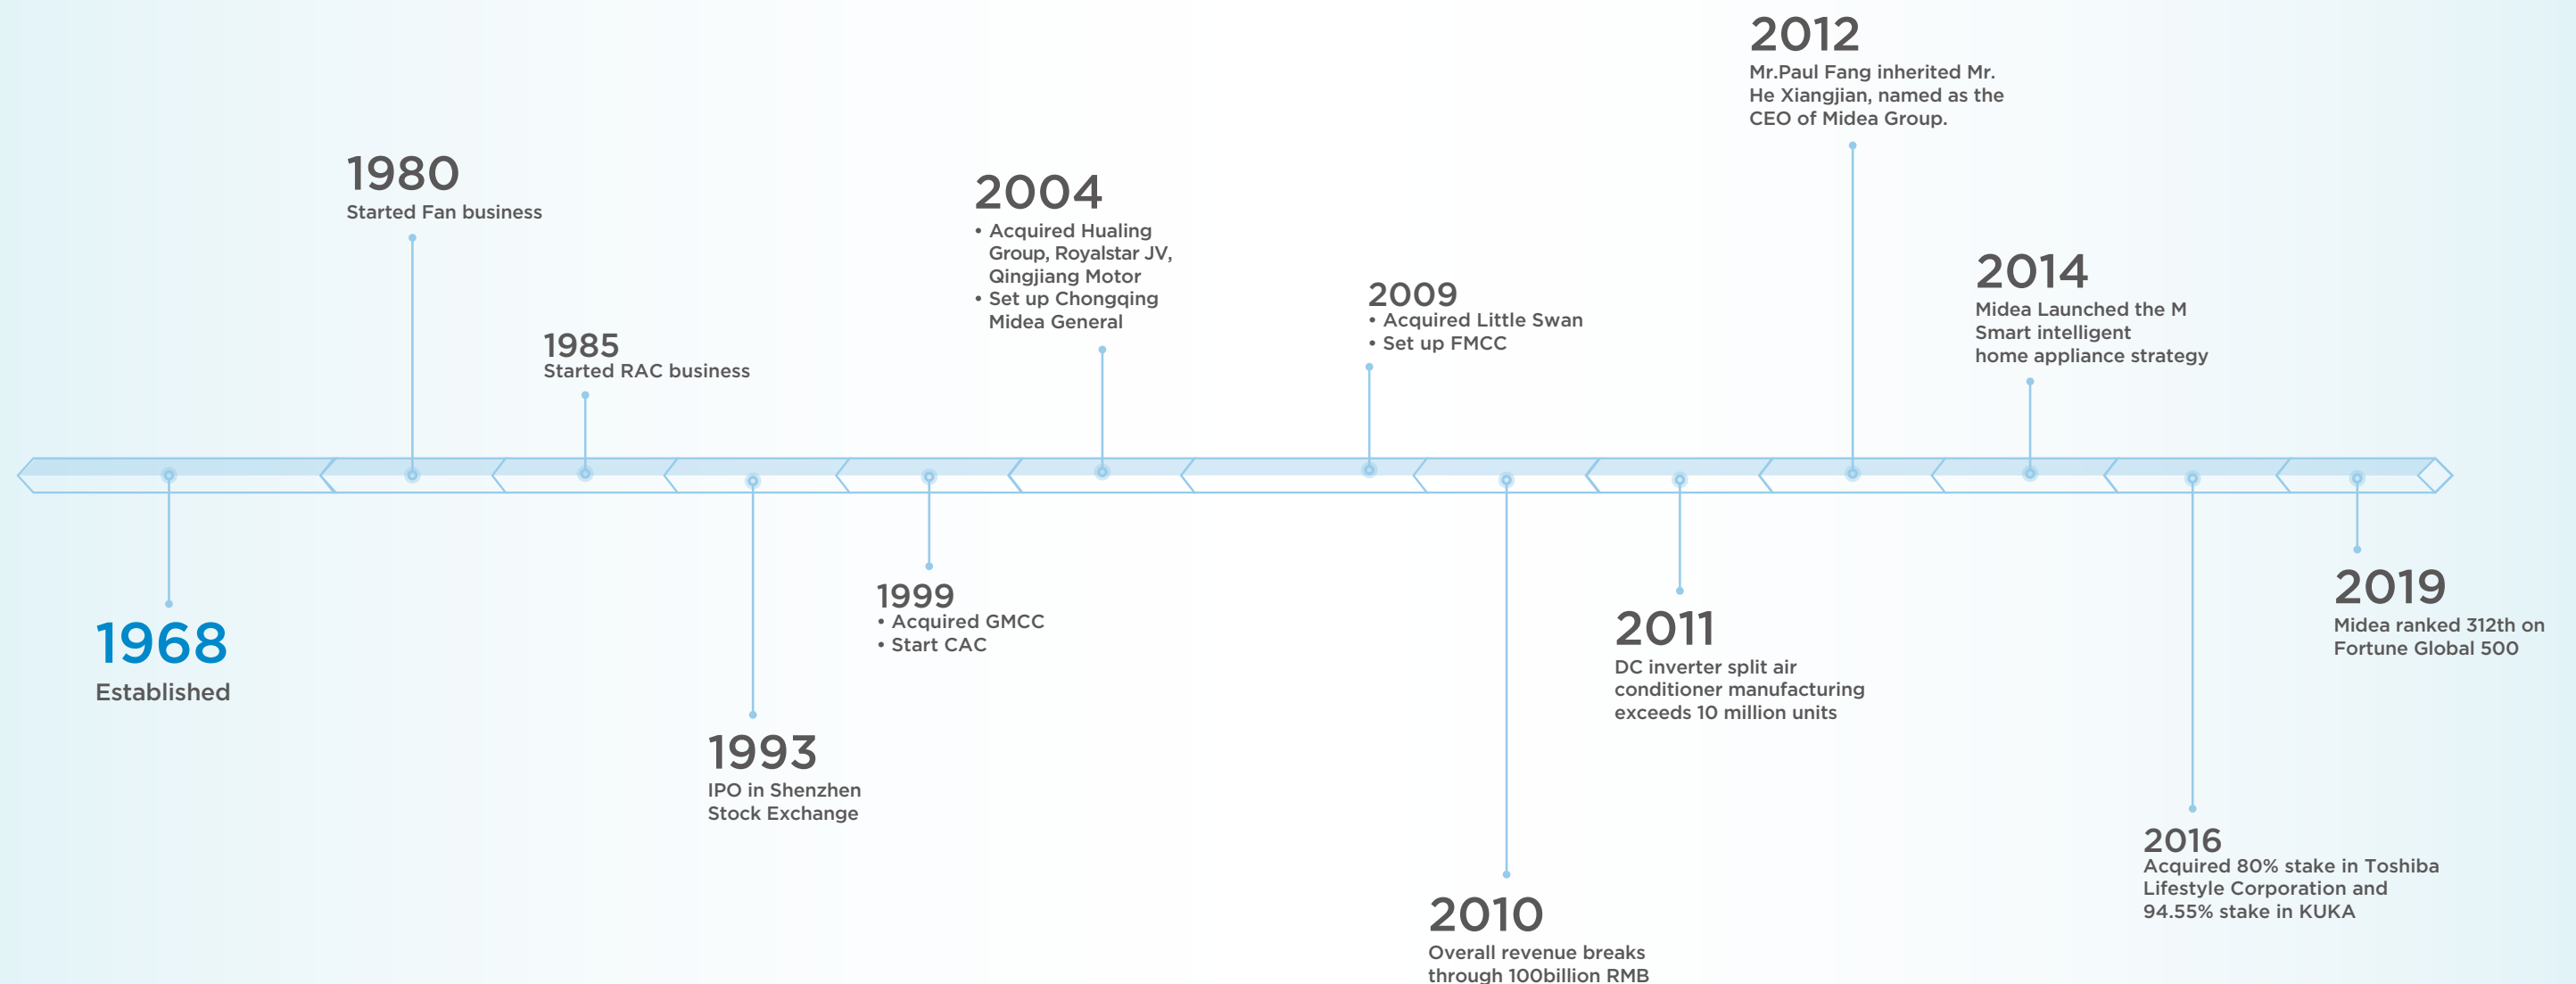 1968
Established
1980
Started Fan business
1985
Started RAC business
1993
IPO in Shenzhen
Stock Exchange
1999
• Acquired GMCC
• Start CAC
2004
• Acquired Hualing
Group, Royalstar JV,
Qingjiang Motor
• Set up Chongqing
Midea General
2009
• Acquired Little Swan
• Set up FMCC
2010
Overall revenue breaks
through 100billion RMB
2011
DC inverter split air
conditioner manufacturing
exceeds 10 million units
2012
Mr.Paul Fang inherited Mr.
He Xiangjian, named as the
CEO of Midea Group.
2014
Midea Launched the M
Smart intelligent
home appliance strategy
2016
Acquired 80% stake in Toshiba
Lifestyle Corporation and
94.55% stake in KUKA
2019
Midea ranked 312th on
Fortune Global 500